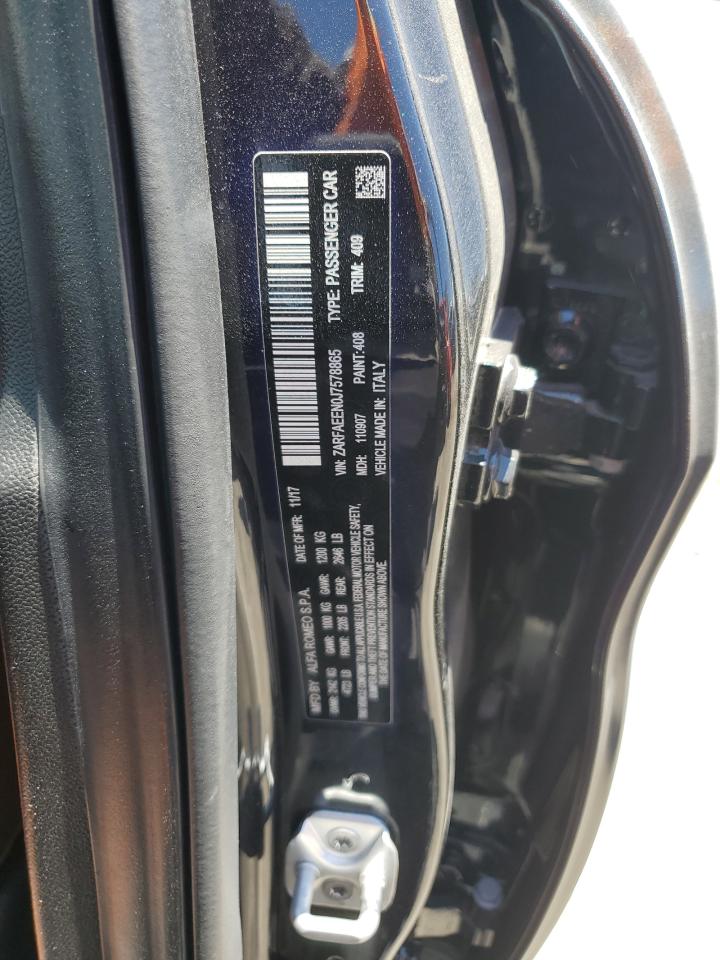 MFD BY ALFA ROMEO S.P.A. DATE OF MFR: 11/17
GVWR: 2142 KG GAWR: 1000 KG GAWR: 1200 KG
4723 LB FRONT: 2205 LB REAR: 2646 LB
THIS VEHICLE CONFORMS TO ALL APPLICABLE U.S.A. FEDERAL MOTOR VEHICLE SAFETY,
BUMPER AND THEFT PREVENTION STANDARDS IN EFFECT ON
THE DATE OF MANUFACTURE SHOWN ABOVE.
VIN: ZARFAEEN0J7578865 TYPE: PASSENGER CAR
MDH: 110907 PAINT:408 TRIM: 409
VEHICLE MADE IN: ITALY